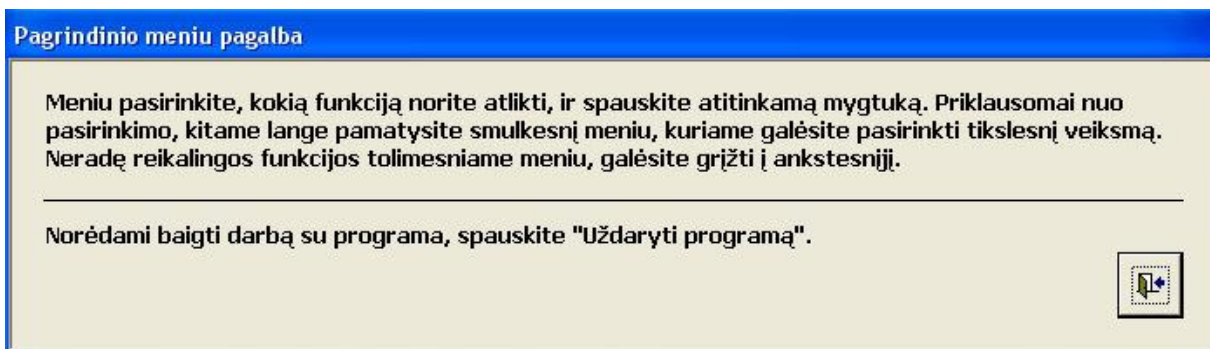 Pagrindinio meniu pagalba
Meniu pasirinkite, kokią funkciją norite atlikti, ir spauskite atitinkamą mygtuką. Priklausomai nuo
pasirinkimo, kitame lange pamatysite smulkesnį meniu, kuriame galėsite pasirinkti tikslesnį veiksmą.
Neradę reikalingos funkcijos tolimesniame meniu, galėsite grįžti į ankstesnijį.
Norėdami baigti darbą su programa, spauskite "Uždaryti programą".